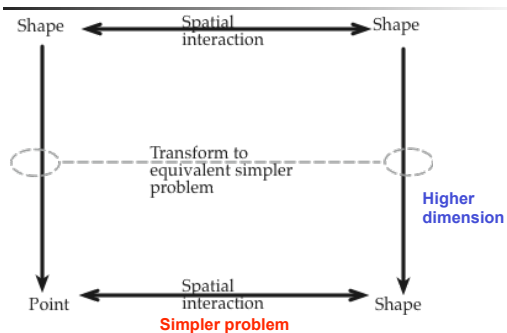 Shape
Spatial
interaction
Shape
Transform to
equivalent simpler
problem
Higher
dimension
Point
Spatial
interaction
Shape
Simpler problem